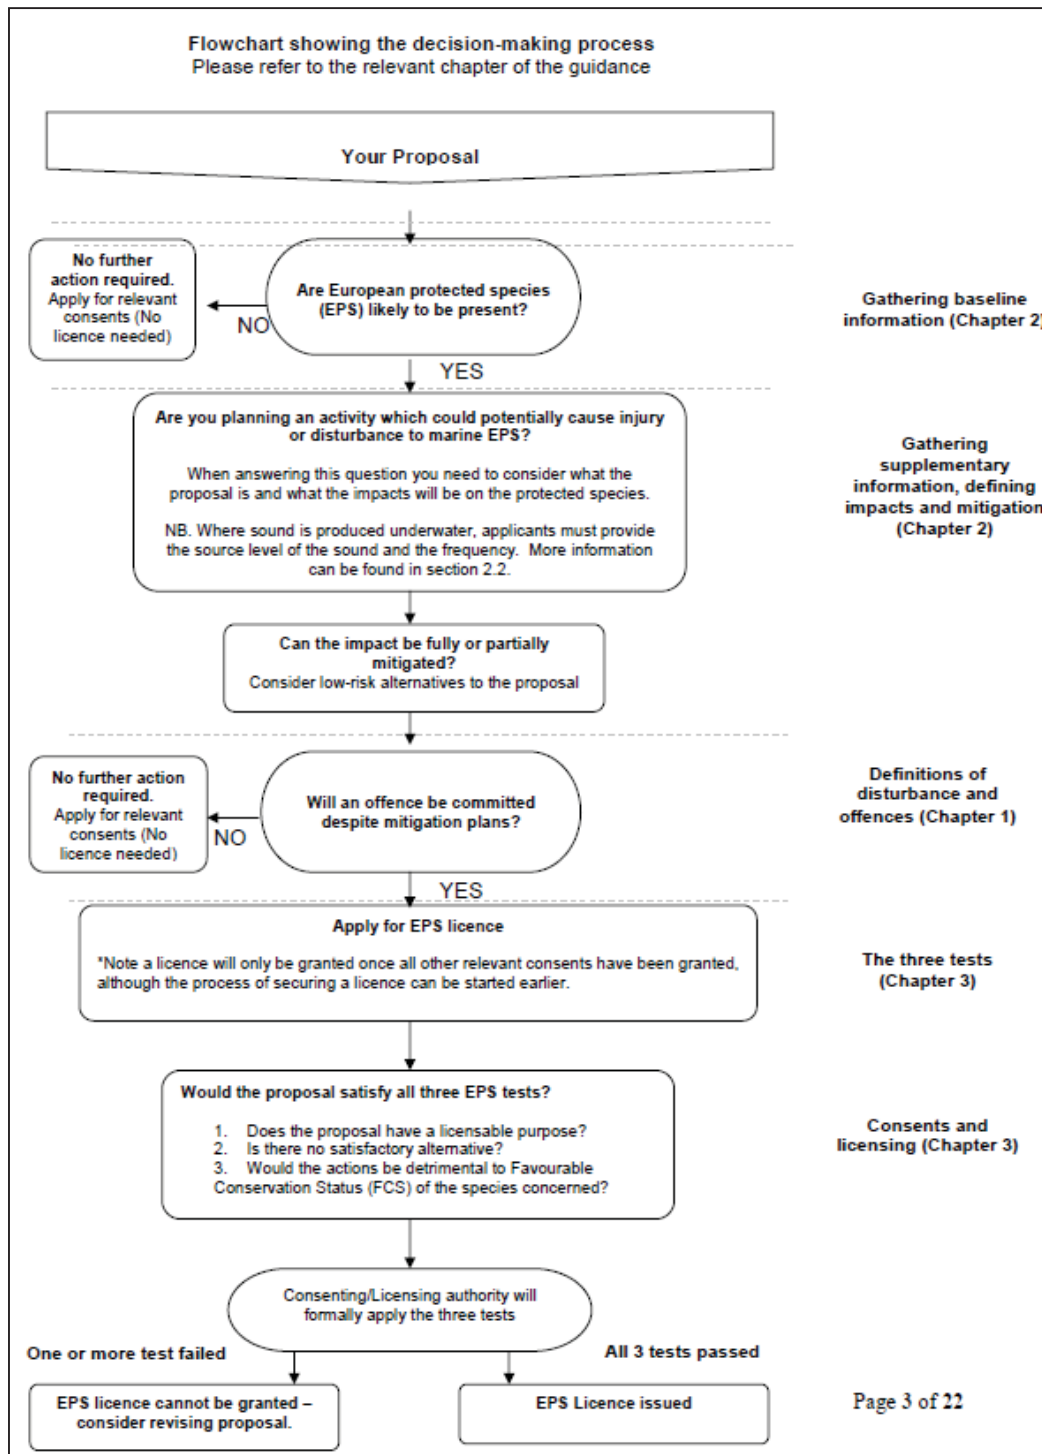 Flowchart showing the decision-making process
Please refer to the relevant chapter of the guidance
Your Proposal
No further
action required.
Apply for relevant
consents (No
licence needed)
NO
Are European protected species
(EPS) likely to be present?
Gathering baseline
information (Chapter 2)
YES
Are you planning an activity which could potentially cause injury
or disturbance to marine EPS?
When answering this question you need to consider what the
proposal is and what the impacts will be on the protected species.
NB. Where sound is produced underwater, applicants must provide
the source level of the sound and the frequency. More information
can be found in section 2.2.
Gathering
supplementary
information, defining
impacts and mitigation
(Chapter 2)
Can the impact be fully or partially
mitigated?
Consider low-risk alternatives to the proposal
No further action
required.
Apply for relevant
consents (No
licence needed)
NO
Will an offence be committed
despite mitigation plans?
Definitions of
disturbance and
offences (Chapter 1)
YES
Apply for EPS licence
*Note a licence will only be granted once all other relevant consents have been granted,
although the process of securing a licence can be started earlier.
The three tests
(Chapter 3)
Would the proposal satisfy all three EPS tests?
1. Does the proposal have a licensable purpose?
2. Is there no satisfactory alternative?
3. Would the actions be detrimental to Favourable
Conservation Status (FCS) of the species concerned?
Consents and
licensing (Chapter 3)
Consenting/Licensing authority will
formally apply the three tests
One or more test failed
All 3 tests passed
EPS licence cannot be granted –
consider revising proposal.
EPS Licence issued
Page 3 of 22